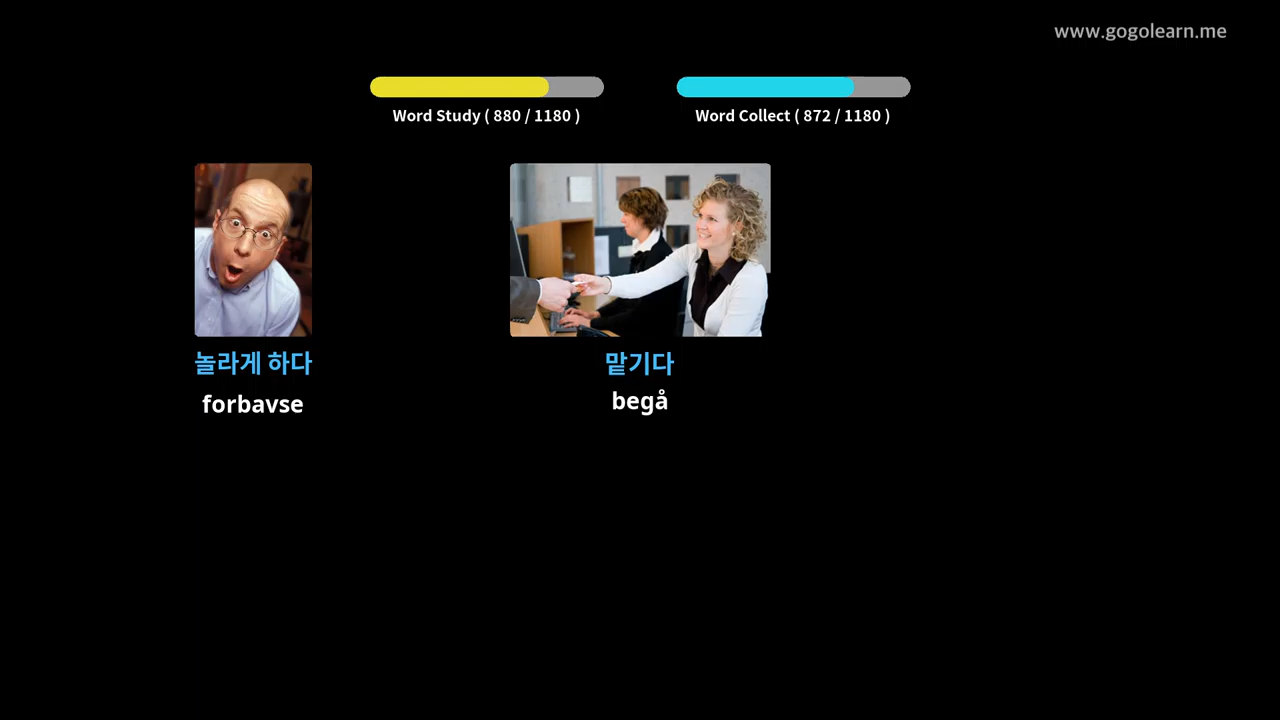 www.gogolearn.me
Word Study ( 880 / 1180 )
Word Collect ( 872 / 1180 )
놀라게 하다
맡기다
forbavse
begå